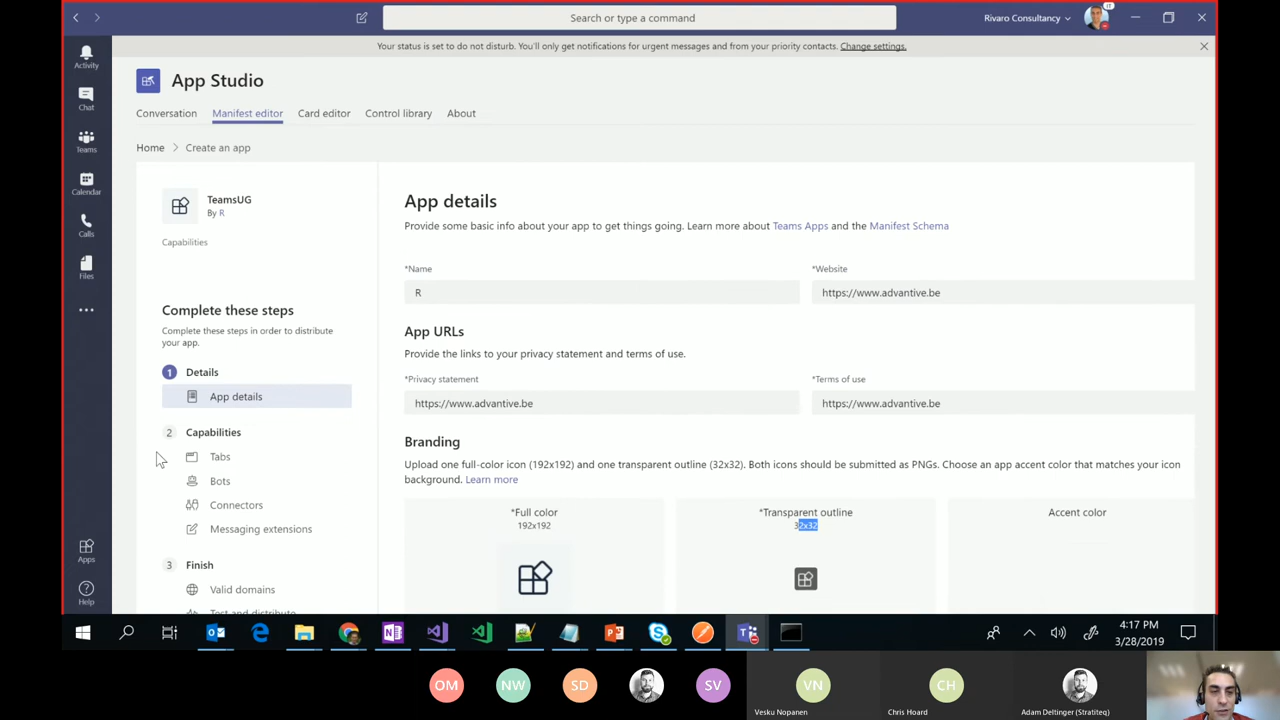 Search or type a command
Rivaro Consultancy
IT
Your status is set to do not disturb. You'll only get notifications for urgent messages and from your priority contacts. Change settings.
Activity
Chat
Teams
Calendar
Calls
Files
Apps
Help
App Studio
Conversation
Manifest editor
Card editor
Control library
About
Home > Create an app
TeamsUG
By R
Capabilities
Complete these steps
Complete these steps in order to distribute
your app.
1 Details
App details
2 Capabilities
Tabs
Bots
Connectors
Messaging extensions
3 Finish
Valid domains
Test and distribute
App details
Provide some basic info about your app to get things going. Learn more about Teams Apps and the Manifest Schema
*Name
R
*Website
https://www.advantive.be
App URLs
Provide the links to your privacy statement and terms of use.
*Privacy statement
https://www.advantive.be
*Terms of use
https://www.advantive.be
Branding
Upload one full-color icon (192x192) and one transparent outline (32x32). Both icons should be submitted as PNGs. Choose an app accent color that matches your icon
background. Learn more
*Full color
192x192
*Transparent outline
32x32
Accent color
4:17 PM
3/28/2019
OM
NW
SD
SV
VN
Vesku Nopanen
CH
Chris Hoard
Adam Deltinger (Stratiteq)